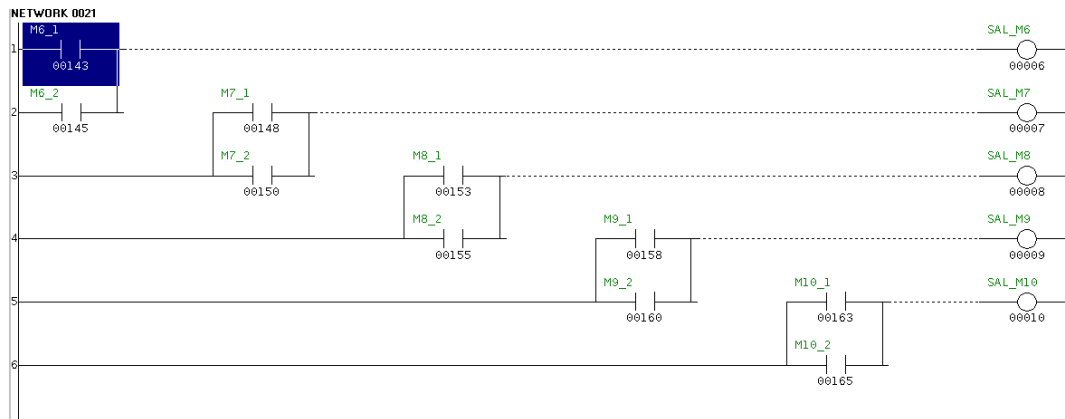 NETWORK 0021
M6_1 SAL_M6
1
00143 00006
M6_2 M7_1 SAL_M7
2
00145 00148 00007
M7_2 M8_1 SAL_M8
3
00150 00153 00008
M8_2 M9_1 SAL_M9
4
00155 00158 00009
M9_2 M10_1 SAL_M10
5
00160 00163 00010
M10_2
6
00165